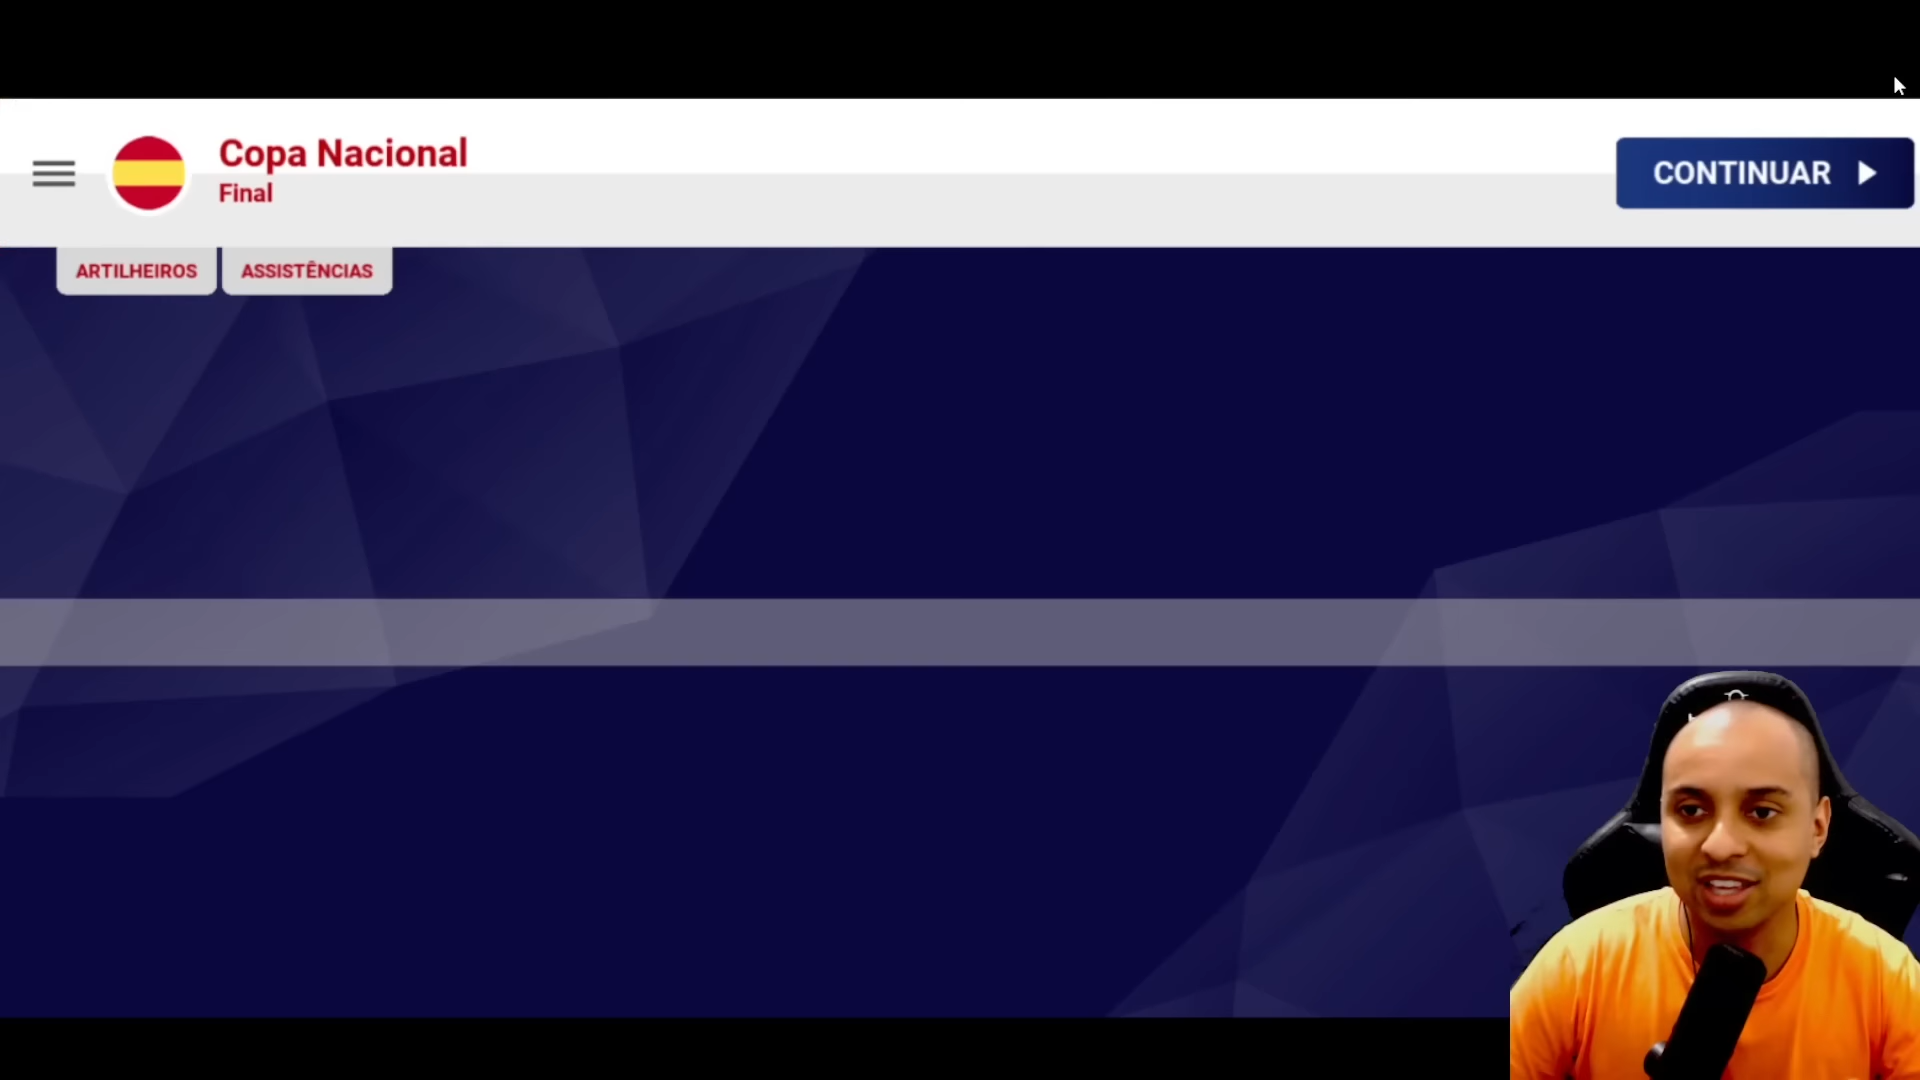 Copa Nacional
Final
CONTINUAR
ARTILHEIROS
ASSISTÊNCIAS